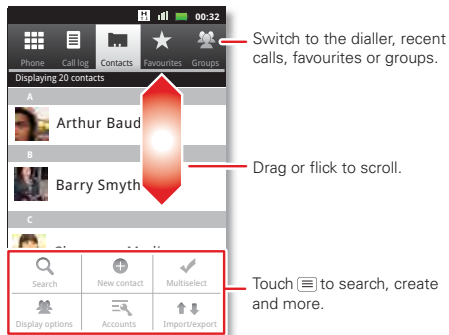 H 00:32
Phone Call log Contacts Favourites Groups
Displaying 20 contacts
A
Arthur Baud
B
Barry Smyth
C
Search New contact Multiselect
Display options Accounts Import/export
Switch to the dialler, recent
calls, favourites or groups.
Drag or flick to scroll.
Touch to search, create
and more.